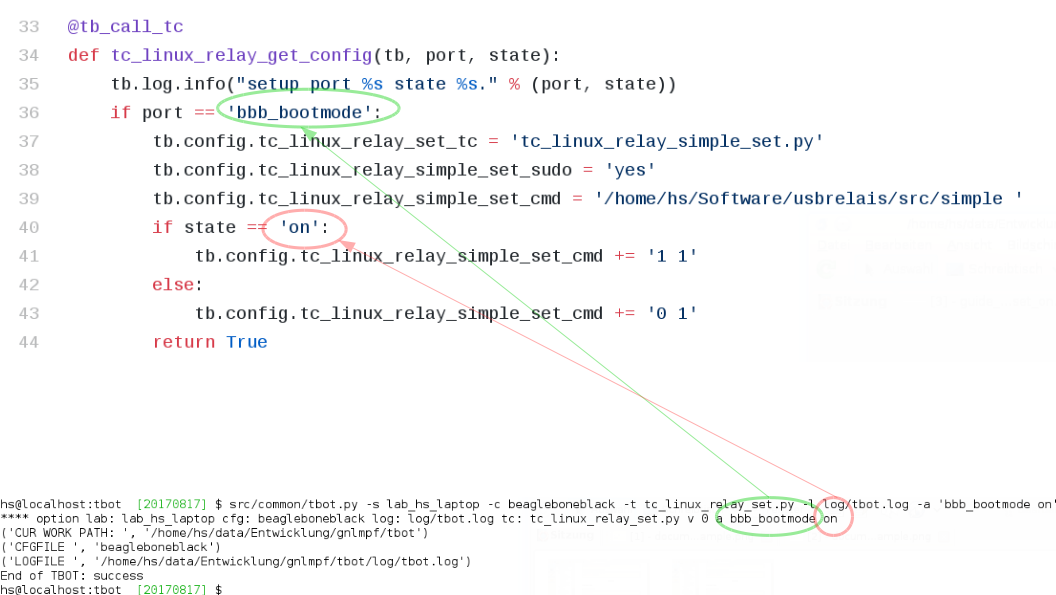 33 @tb_call_tc
34 def tc_linux_relay_get_config(tb, port, state):
35 tb.log.info("setup port %s state %s." % (port, state))
36 if port == 'bbb_bootmode':
37 tb.config.tc_linux_relay_set_tc = 'tc_linux_relay_simple_set.py'
38 tb.config.tc_linux_relay_simple_set_sudo = 'yes'
39 tb.config.tc_linux_relay_simple_set_cmd = '/home/hs/Software/usbrelais/src/simple '
40 if state == 'on':
41 tb.config.tc_linux_relay_simple_set_cmd += '1 1'
42 else:
43 tb.config.tc_linux_relay_simple_set_cmd += '0 1'
44 return True
hs@localhost:tbot [20170817] $ src/common/tbot.py -s lab_hs_laptop -c beagleboneblack -t tc_linux_relay_set.py -l log/tbot.log -a 'bbb_bootmode on'
**** option lab: lab_hs_laptop cfg: beagleboneblack log: log/tbot.log tc: tc_linux_relay_set.py v 0 a bbb_bootmode on
('CUR WORK PATH: ', '/home/hs/data/Entwicklung/gnlmpf/tbot')
('CFGFILE ', 'beagleboneblack')
('LOGFILE ', '/home/hs/data/Entwicklung/gnlmpf/tbot/log/tbot.log')
End of TBOT: success
hs@localhost:tbot [20170817] $